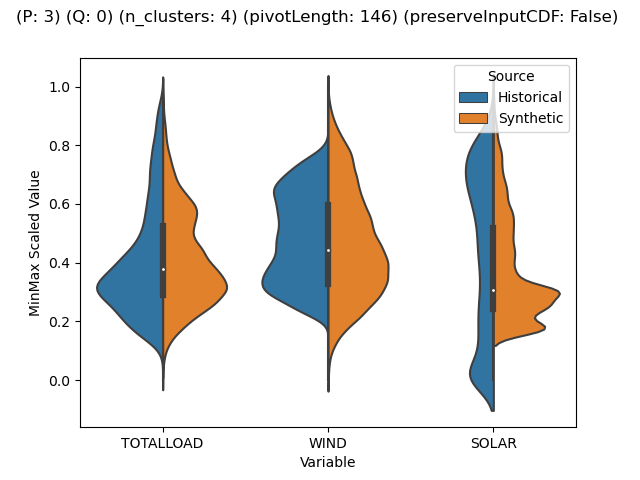 (P: 3) (Q: 0) (n_clusters: 4) (pivotLength: 146) (preserveInputCDF: False)
Source
Historical
Synthetic
MinMax Scaled Value
1.0
0.8
0.6
0.4
0.2
0.0
TOTALLOAD WIND SOLAR
Variable